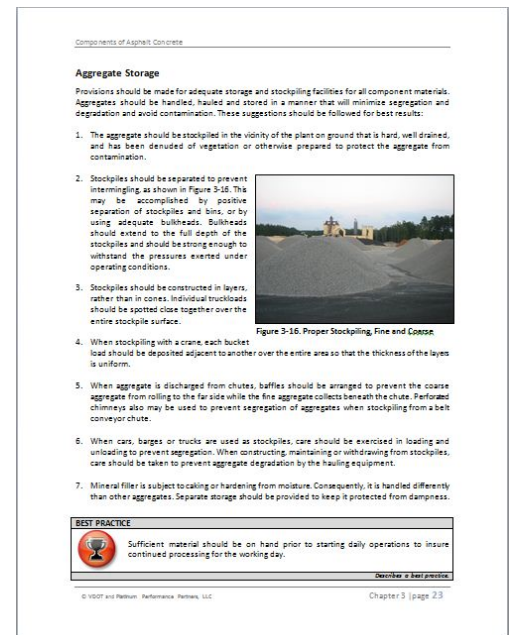 Components of Asphalt Concrete
Aggregate Storage
Provisions should be made for adequate storage and stockpiling facilities for all component materials.
Aggregates should be handled, hauled and stored in a manner that will minimize segregation and
degradation and avoid contamination. These suggestions should be followed for best results:
1. The aggregate should be stockpiled in the vicinity of the plant on ground that is hard, well drained,
and has been denuded of vegetation or otherwise prepared to protect the aggregate from
contamination.
2. Stockpiles should be separated to prevent
intermingling, as shown in Figure 3-16. This
may be accomplished by positive
separation of stockpiles and bins, or by
using adequate bulkheads. Bulkheads
should extend to the full depth of the
stockpiles and should be strong enough to
withstand the pressures exerted under
operating conditions.
3. Stockpiles should be constructed in layers,
rather than in cones. Individual truckloads
should be spotted close together over the
entire stockpile surface.
Figure 3-16. Proper Stockpiling, Fine and Coarse
4. When stockpiling with a crane, each bucket
load should be deposited adjacent to another over the entire area so that the thickness of the layers
is uniform.
5. When aggregate is discharged from chutes, baffles should be arranged to prevent the coarse
aggregate from rolling to the far side while the fine aggregate collects beneath the chute. Perforated
chimneys also may be used to prevent segregation of aggregates when stockpiling from a belt
conveyor chute.
6. When cars, barges or trucks are used as stockpiles, care should be exercised in loading and
unloading to prevent segregation. When constructing, maintaining or withdrawing from stockpiles,
care should be taken to prevent aggregate degradation by the hauling equipment.
7. Mineral filler is subject to caking or hardening from moisture. Consequently, it is handled differently
than other aggregates. Separate storage should be provided to keep it protected from dampness.
BEST PRACTICE
Sufficient material should be on hand prior to starting daily operations to insure
continued processing for the working day.
Describes a best practice.
© VDOT and Platinum Performance Partners, LLC
Chapter 3 |page 23